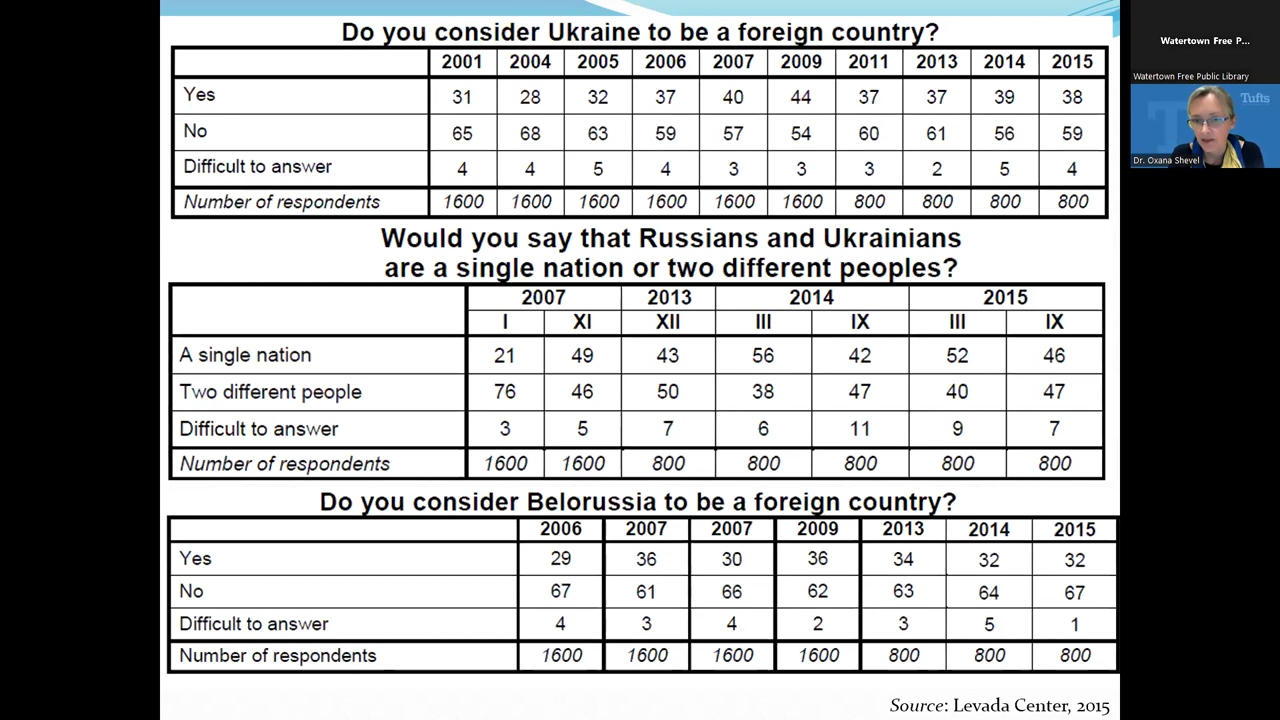 Do you consider Ukraine to be a foreign country?
2001 2004 2005 2006 2007 2009 2011 2013 2014 2015
Yes 31 28 32 37 40 44 37 37 39 38
No 65 68 63 59 57 54 60 61 56 59
Difficult to answer 4 4 5 4 3 3 3 2 5 4
Number of respondents 1600 1600 1600 1600 1600 1600 800 800 800 800
Would you say that Russians and Ukrainians
are a single nation or two different peoples?
2007 2013 2014 2015
I XI XII III IX III IX
A single nation 21 49 43 56 42 52 46
Two different people 76 46 50 38 47 40 47
Difficult to answer 3 5 7 6 11 9 7
Number of respondents 1600 1600 800 800 800 800 800
Do you consider Belorussia to be a foreign country?
2006 2007 2007 2009 2013 2014 2015
Yes 29 36 30 36 34 32 32
No 67 61 66 62 63 64 67
Difficult to answer 4 3 4 2 3 5 1
Number of respondents 1600 1600 1600 1600 800 800 800
Source: Levada Center, 2015
Watertown Free P...
Watertown Free Public Library
Tufts
Dr. Oxana Shevel